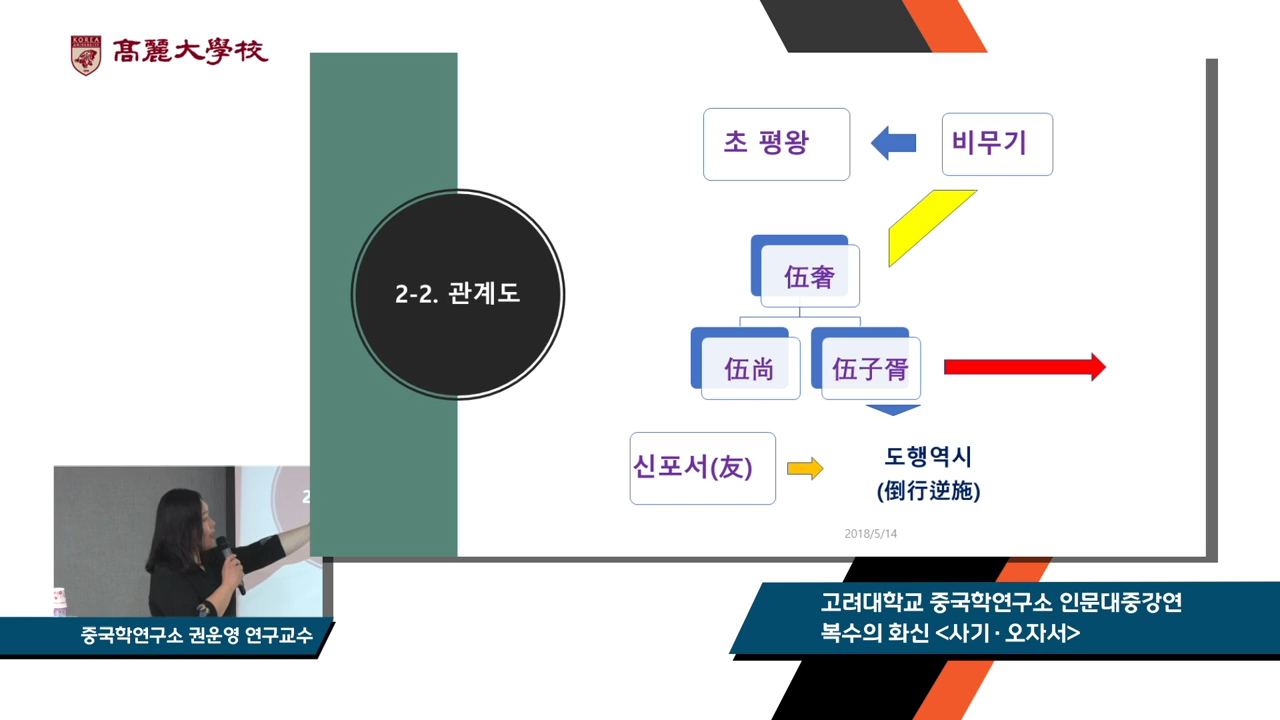 KOREA
UNIVERSITY
髙麗大學校
초 평왕
비무기
2-2. 관계도
伍奢
伍尚
伍子胥
신포서(友)
도행역시
(倒行逆施)
2018/5/14
2
고려대학교 중국학연구소 인문대중강연
복수의 화신 <사기·오자서>
중국학연구소 권운영 연구교수